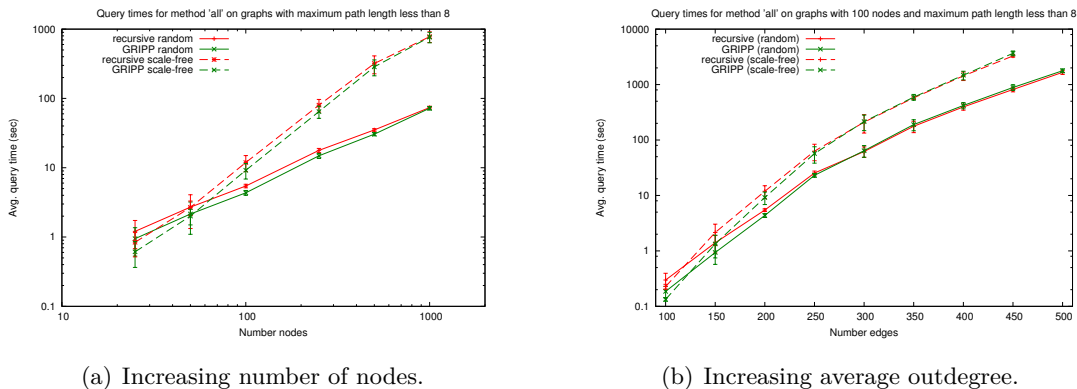 Query times for method 'all' on graphs with maximum path length less than 8
1000
100
10
1
0.1
10
100
1000
Avg. query time (sec)
Number nodes
recursive random
GRIPP random
recursive scale-free
GRIPP scale-free
(a) Increasing number of nodes.
Query times for method 'all' on graphs with 100 nodes and maximum path length less than 8
10000
1000
100
10
1
0.1
100 150 200 250 300 350 400 450 500
Avg. query time (sec)
Number edges
recursive (random)
GRIPP (random)
recursive (scale-free)
GRIPP (scale-free)
(b) Increasing average outdegree.